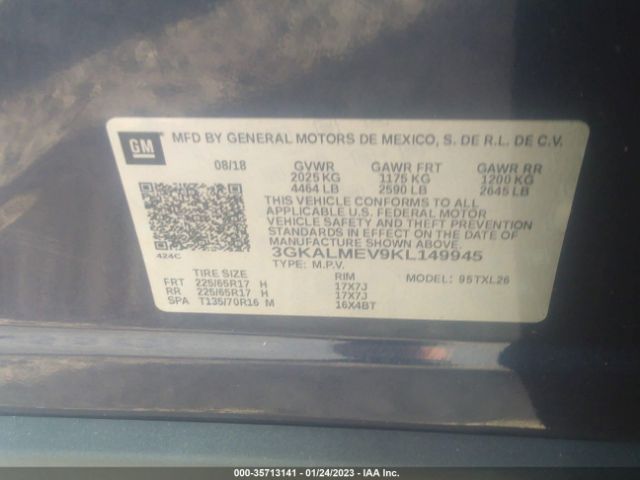 GM
MFD BY GENERAL MOTORS DE MEXICO, S. DE R.L. DE C.V.
08/18 GVWR GAWR FRT GAWR RR
2025 KG 1175 KG 1200 KG
4464 LB 2590 LB 2645 LB
THIS VEHICLE CONFORMS TO ALL
APPLICABLE U.S. FEDERAL MOTOR
VEHICLE SAFETY AND THEFT PREVENTION
STANDARDS IN EFFECT ON THE DATE OF
MANUFACTURE SHOWN ABOVE.
424C 3GKALMEV9KL149945
TYPE: M.P.V. MODEL: 95TXL26
TIRE SIZE RIM
FRT 225/65R17 H 17X7J
RR 225/65R17 H 17X7J
SPA T135/70R16 M 16X4BT
000-35713141 - 01/24/2023 - IAA Inc.